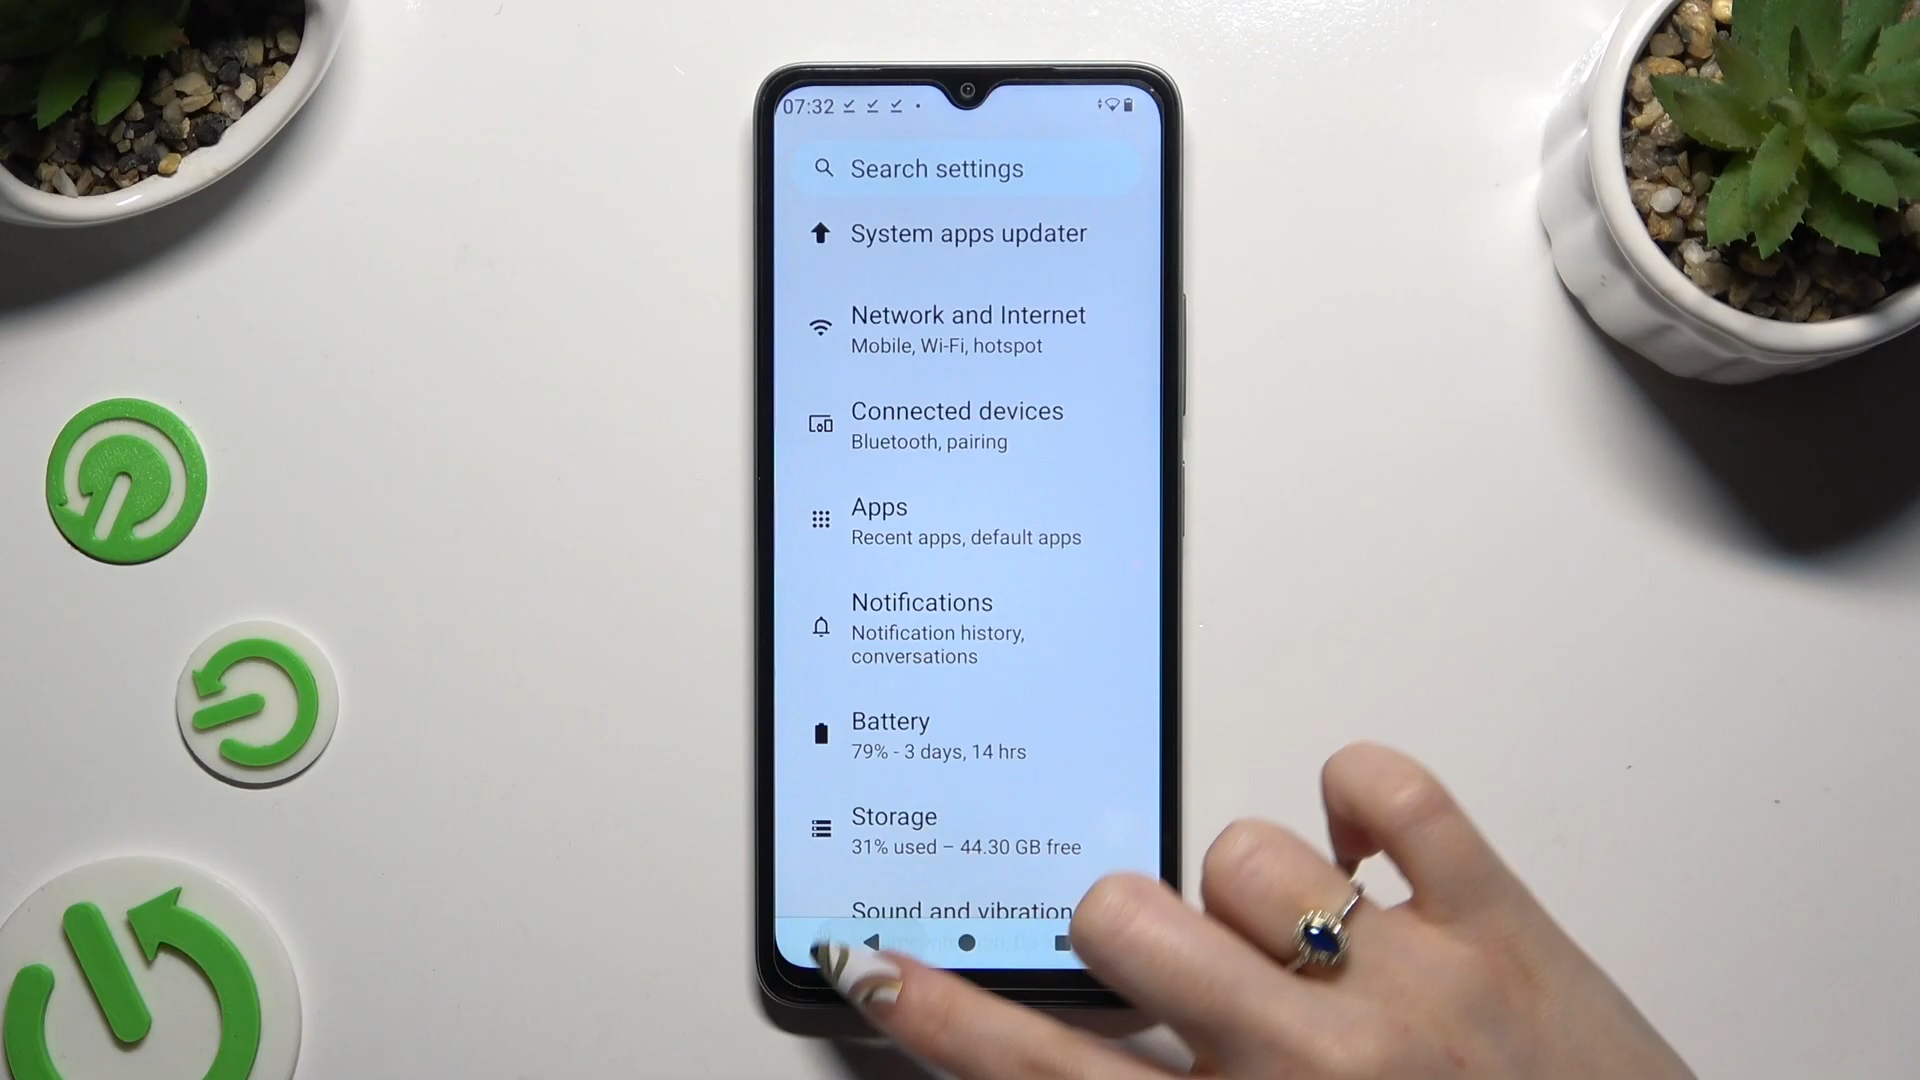 07:32
Search settings
System apps updater
Network and Internet
Mobile, Wi-Fi, hotspot
Connected devices
Bluetooth, pairing
Apps
Recent apps, default apps
Notifications
Notification history,
conversations
Battery
79% - 3 days, 14 hrs
Storage
31% used – 44.30 GB free
Sound and vibration